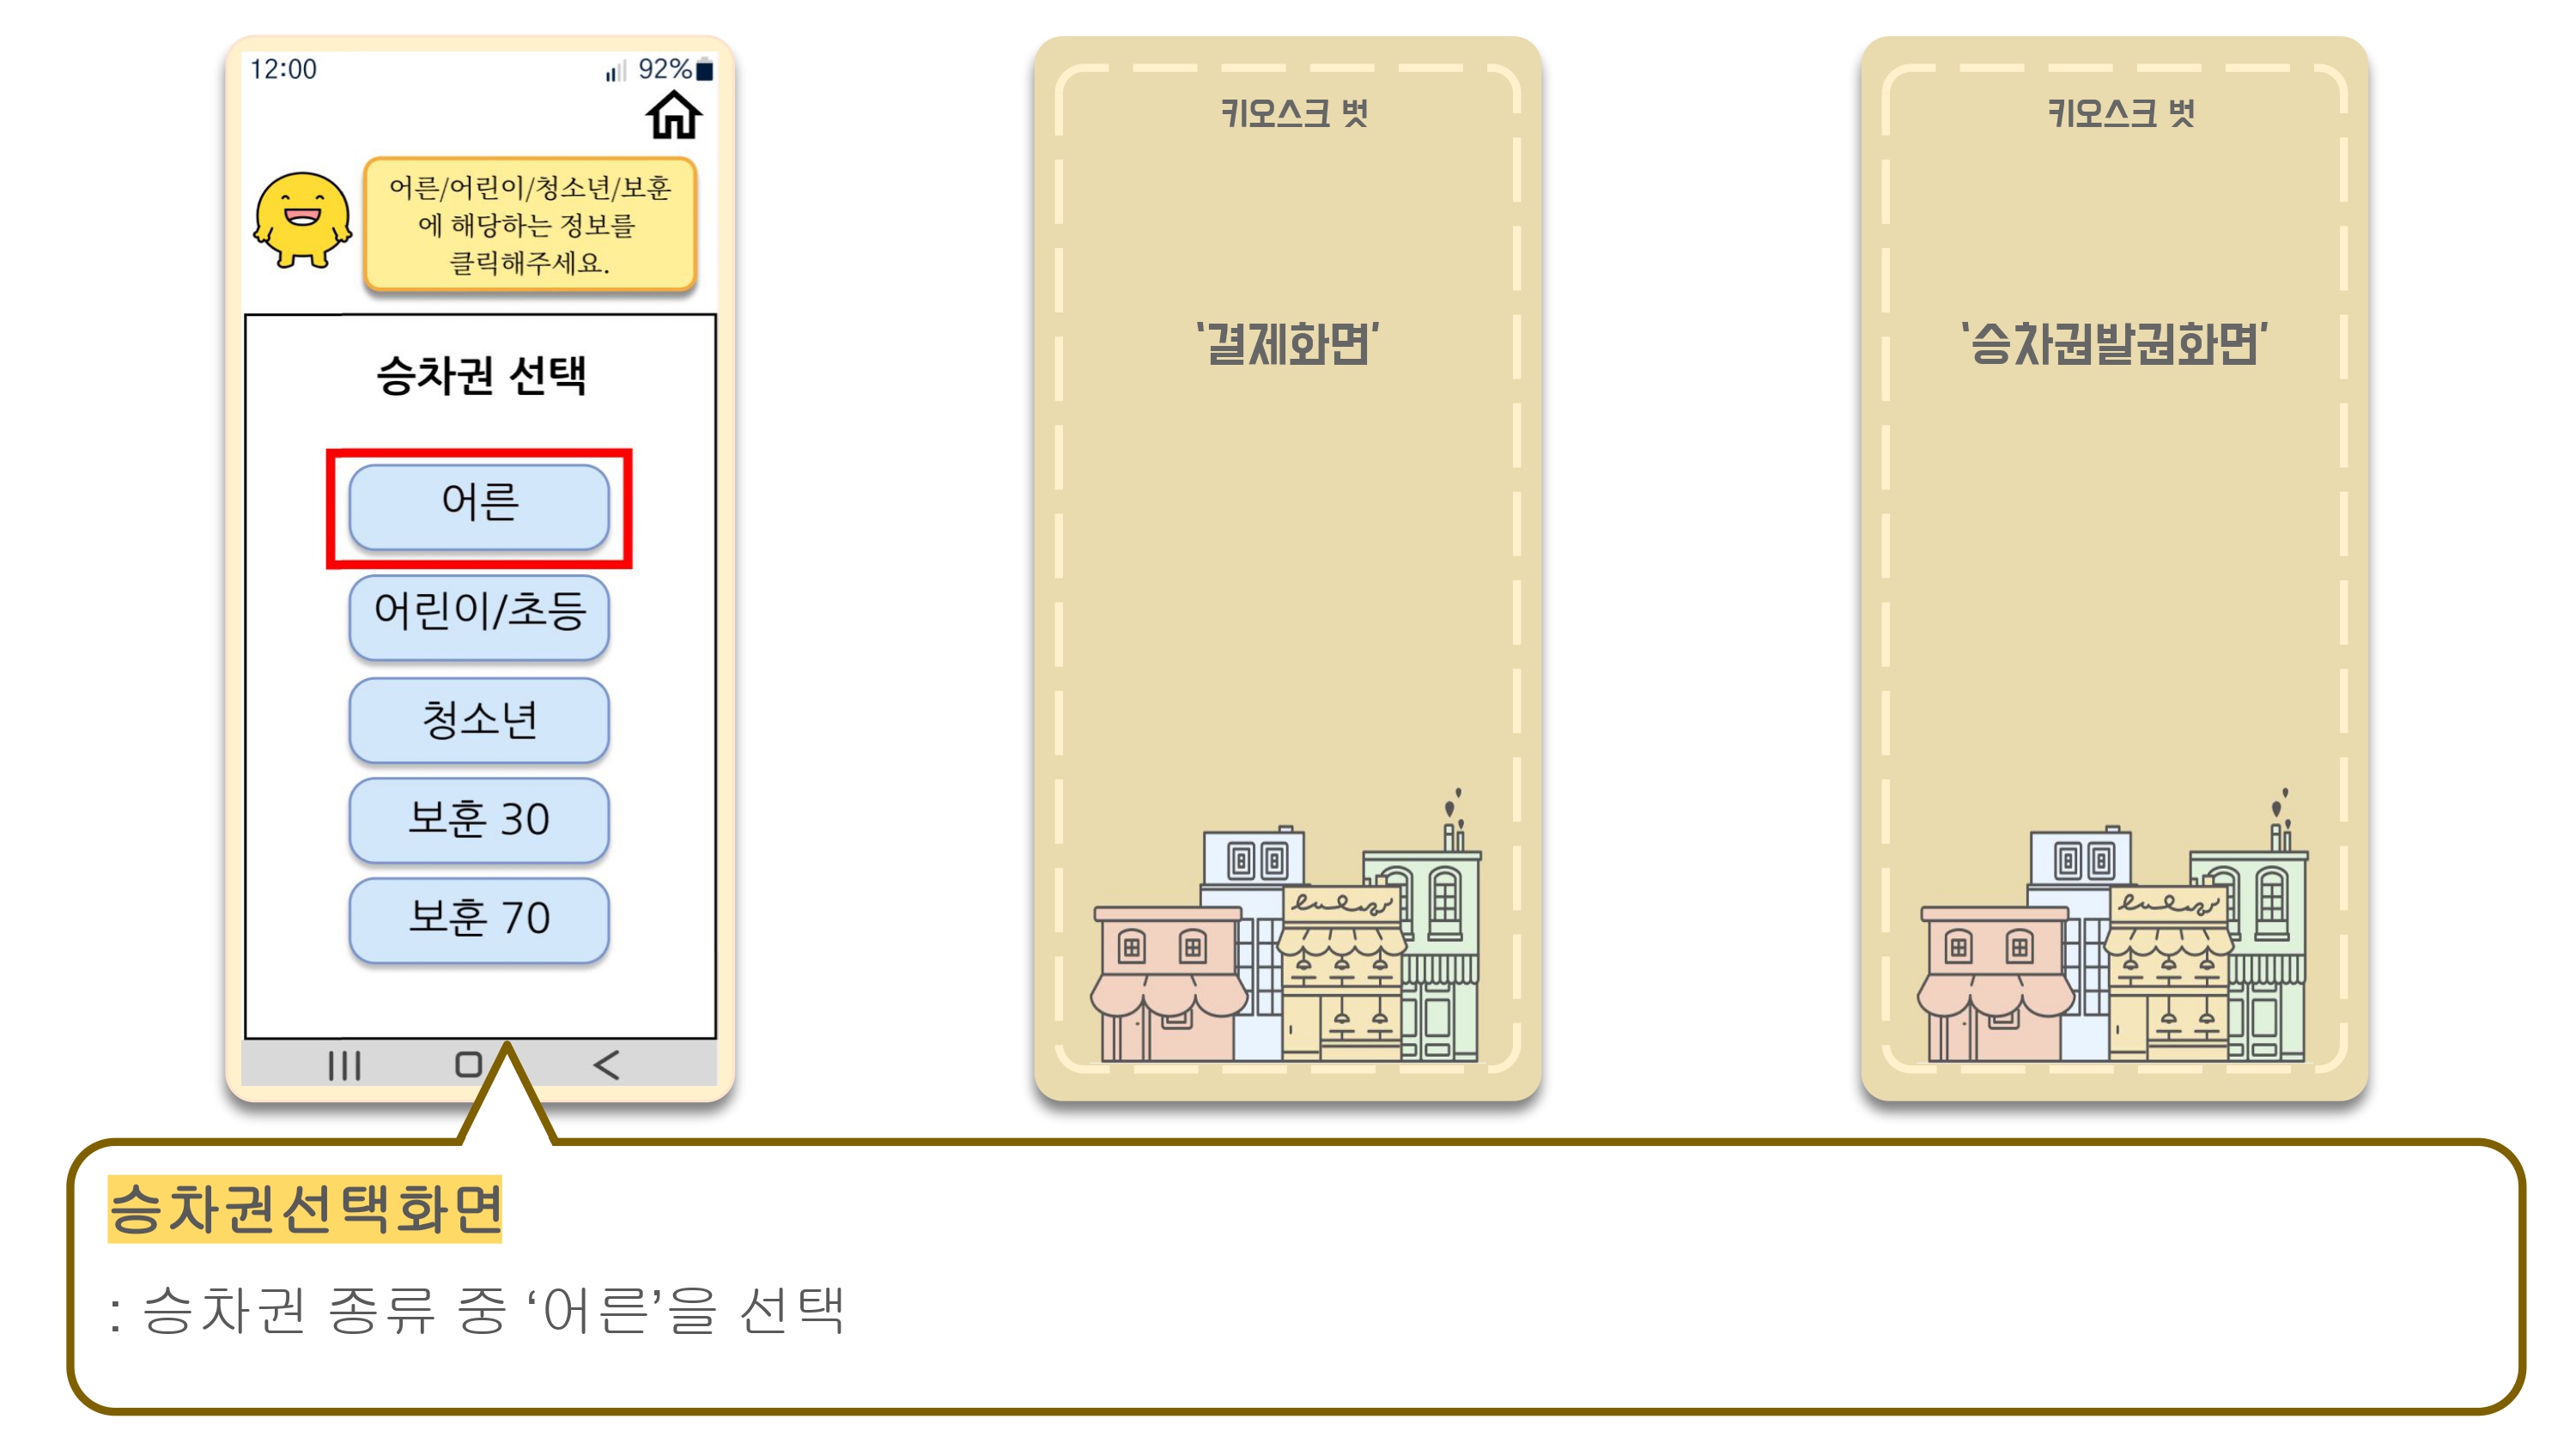 12:00
92%
어른/어린이/청소년/보훈
에 해당하는 정보를
클릭해주세요.
승차권 선택
어른
어린이/초등
청소년
보훈 30
보훈 70
키오스크 벗
‘결제화면’
키오스크 벗
‘승차권발권화면’
승차권선택화면
: 승차권 종류 중 ‘어른’을 선택